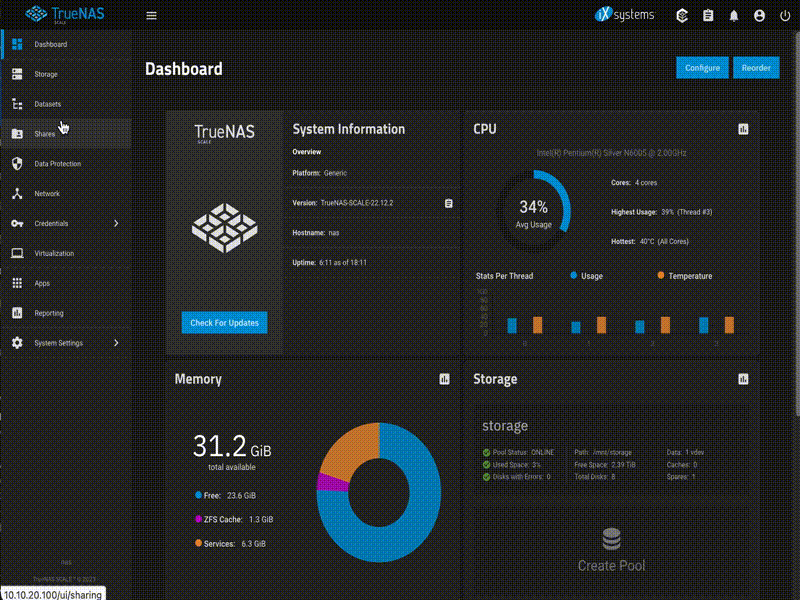 TrueNAS
SCALE
iX systems
Dashboard
Storage
Datasets
Shares
Data Protection
Network
Credentials
Virtualization
Apps
Reporting
System Settings
nas
TrueNAS SCALE ® © 2023
10.10.20.100/ui/sharing
Dashboard
Configure
Reorder
TrueNAS
SCALE
Check For Updates
System Information
Overview
Platform: Generic
Version: TrueNAS-SCALE-22.12.2
Hostname: nas
Uptime: 6:11 as of 18:11
CPU
Intel(R) Pentium(R) Silver N6005 @ 2.00GHz
34%
Avg Usage
Cores: 4 cores
Highest Usage: 39% (Thread #3)
Hottest: 40°C (All Cores)
Stats Per Thread
Usage
Temperature
100
80
60
40
20
0
0 1 2 3
Memory
31.2 GiB
total available
Free: 23.6 GiB
ZFS Cache: 1.3 GiB
Services: 6.3 GiB
Storage
storage
Pool Status: ONLINE
Used Space: 3%
Disks with Errors: 0
Path: /mnt/storage
Free Space: 2.39 TiB
Total Disks: 8
Data: 1 vdev
Caches: 0
Spares: 1
Create Pool